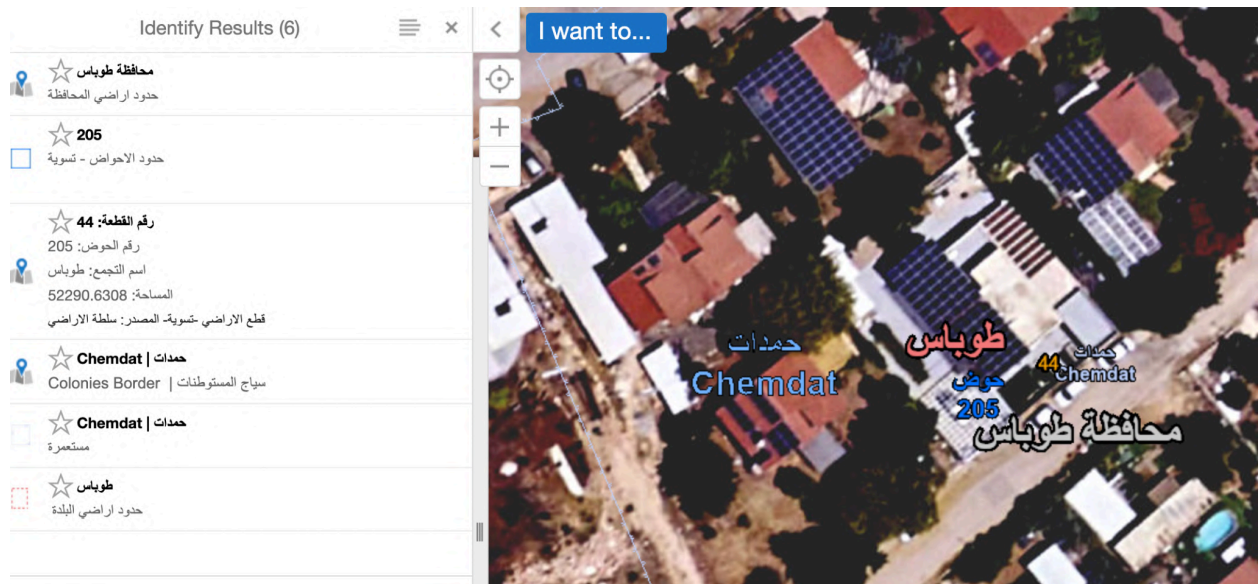 Identify Results (6)
محافظة طوباس
حدود اراضي المحافظة
205
حدود الاحواض - تسوية
رقم القطعة: 44
رقم الحوض: 205
اسم التجمع: طوباس
المساحة: 52290.6308
قطع الاراضي -تسوية- المصدر: سلطة الاراضي
Chemdat | حمدات
Colonies Border | سياج المستوطنات
Chemdat | حمدات
مستعمرة
طوباس
حدود اراضي البلدة
I want to...
حمدات
Chemdat
طوباس
حوض
205
44
حمدات
Chemdat
محافظة طوباس